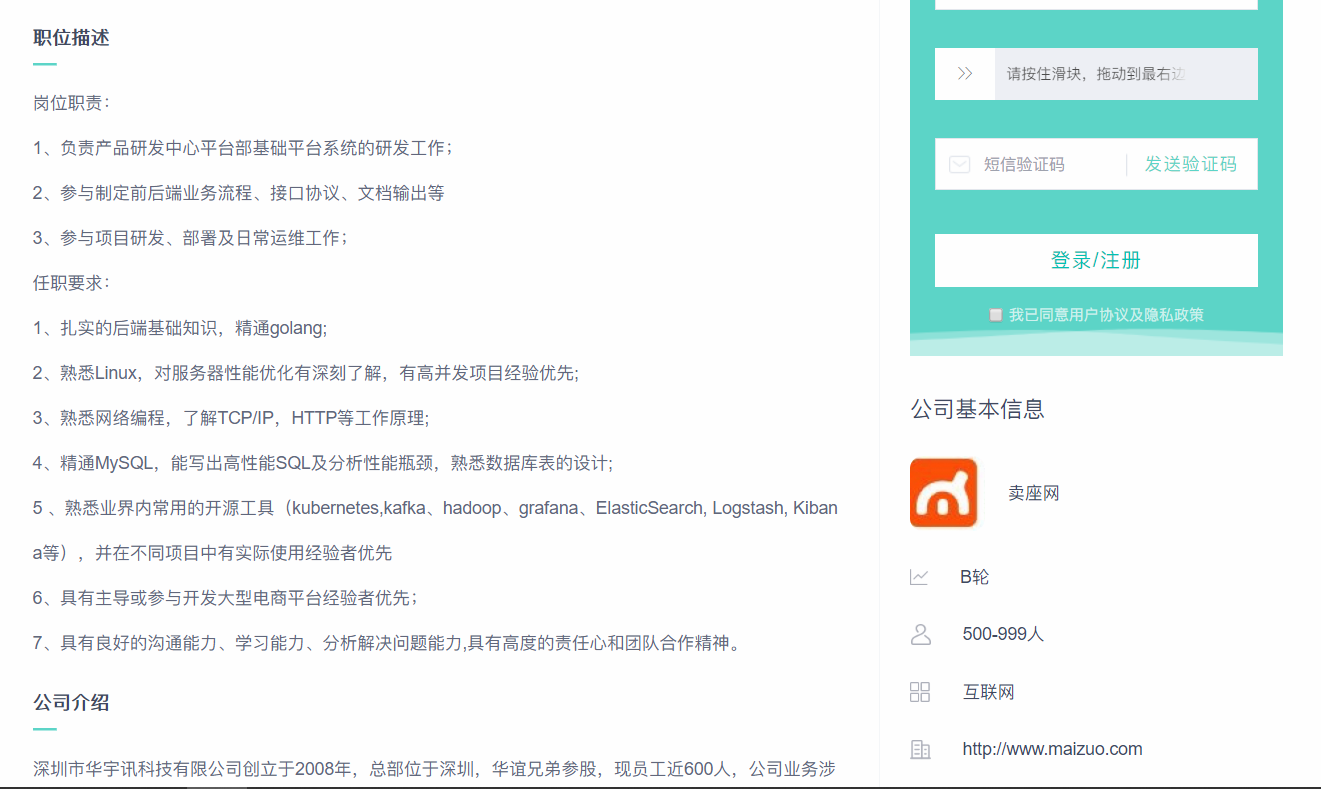 职位描述
岗位职责：
1、负责产品研发中心平台部基础平台系统的研发工作；
2、参与制定前后端业务流程、接口协议、文档输出等
3、参与项目研发、部署及日常运维工作；
任职要求：
1、扎实的后端基础知识，精通golang;
2、熟悉Linux，对服务器性能优化有深刻了解，有高并发项目经验优先;
3、熟悉网络编程，了解TCP/IP，HTTP等工作原理;
4、精通MySQL，能写出高性能SQL及分析性能瓶颈，熟悉数据库表的设计;
5 、熟悉业界内常用的开源工具（kubernetes,kafka、hadoop、grafana、ElasticSearch, Logstash, Kiban
a等），并在不同项目中有实际使用经验者优先
6、具有主导或参与开发大型电商平台经验者优先；
7、具有良好的沟通能力、学习能力、分析解决问题能力,具有高度的责任心和团队合作精神。
公司介绍
深圳市华宇讯科技有限公司创立于2008年，总部位于深圳，华谊兄弟参股，现员工近600人，公司业务涉
请按住滑块，拖动到最右边
短信验证码
发送验证码
登录/注册
我已同意用户协议及隐私政策
公司基本信息
卖座网
B轮
500-999人
互联网
http://www.maizuo.com